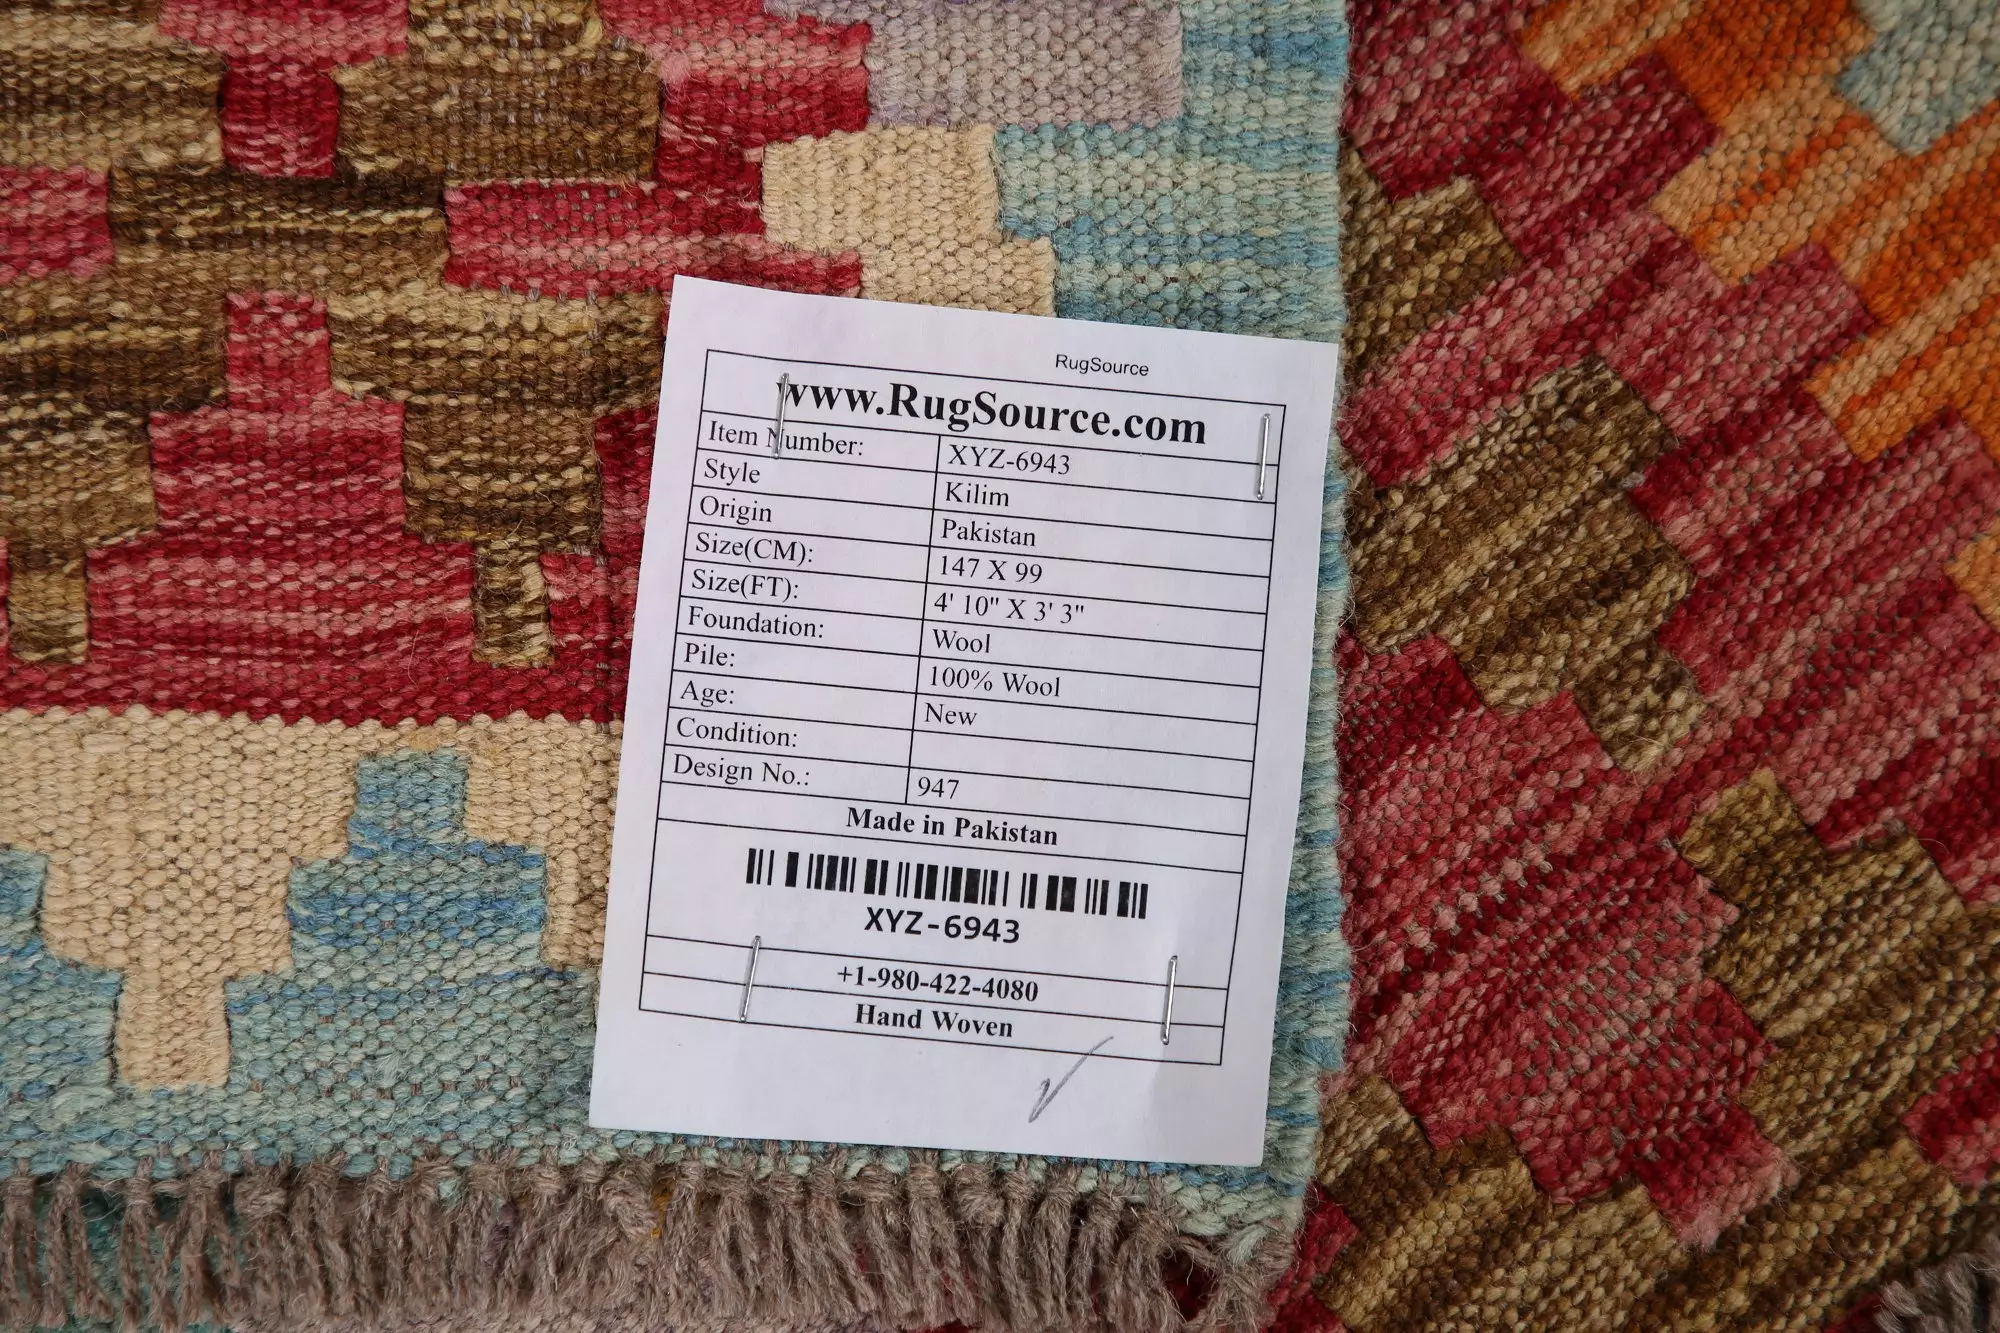 RugSource
www.RugSource.com
Item Number: XYZ-6943
Style Kilim
Origin Pakistan
Size(CM): 147 X 99
Size(FT): 4' 10" X 3' 3"
Foundation: Wool
Pile: 100% Wool
Age: New
Condition:
Design No.: 947
Made in Pakistan
XYZ-6943
+1-980-422-4080
Hand Woven